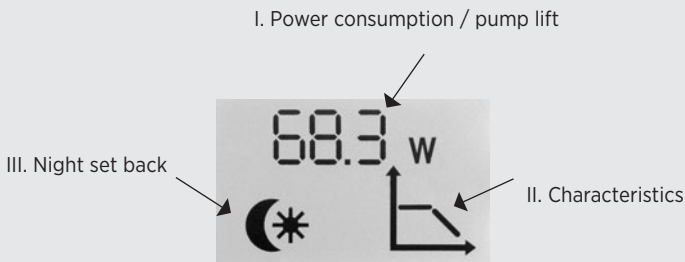 I. Power consumption / pump lift
68.3 W
III. Night set back
II. Characteristics